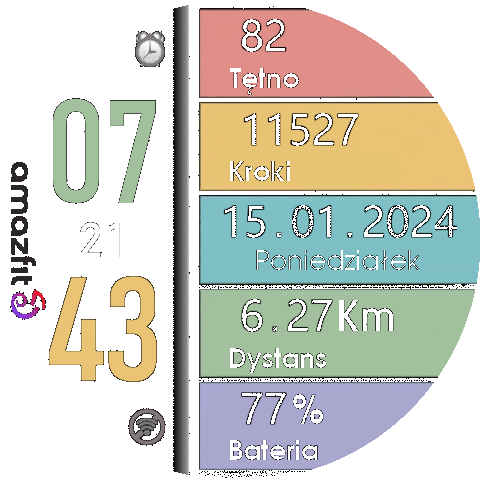 07
21
43
amazfit
82
Tętno
11527
Kroki
15.01.2024
Poniedziałek
6.27Km
Dystans
77%
Bateria